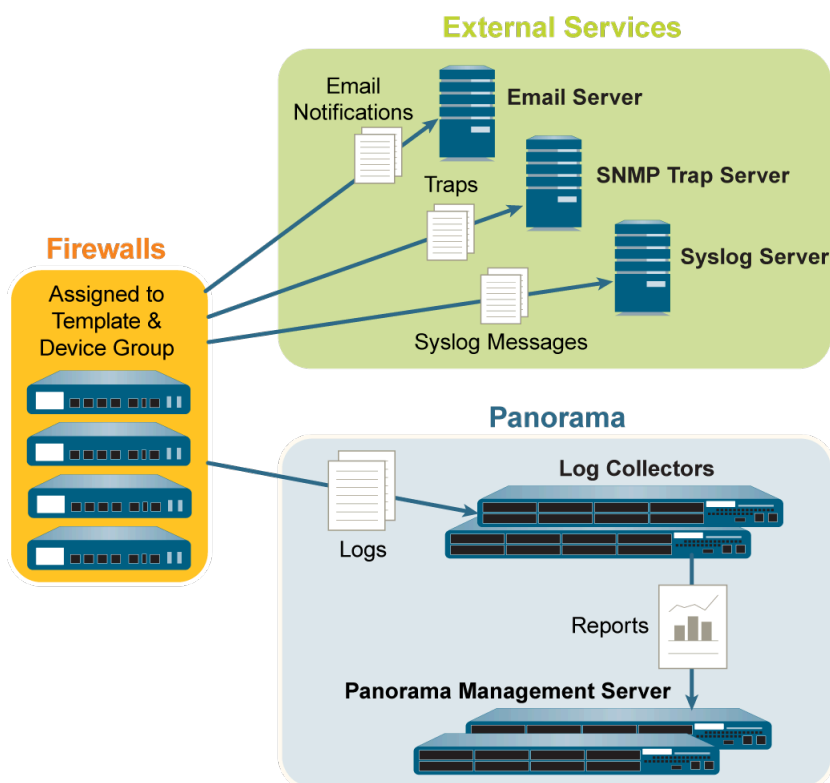 External Services
Email
Notifications
Email Server
Traps
SNMP Trap Server
Syslog Server
Syslog Messages
Firewalls
Assigned to
Template &
Device Group
Panorama
Log Collectors
Logs
Reports
Panorama Management Server